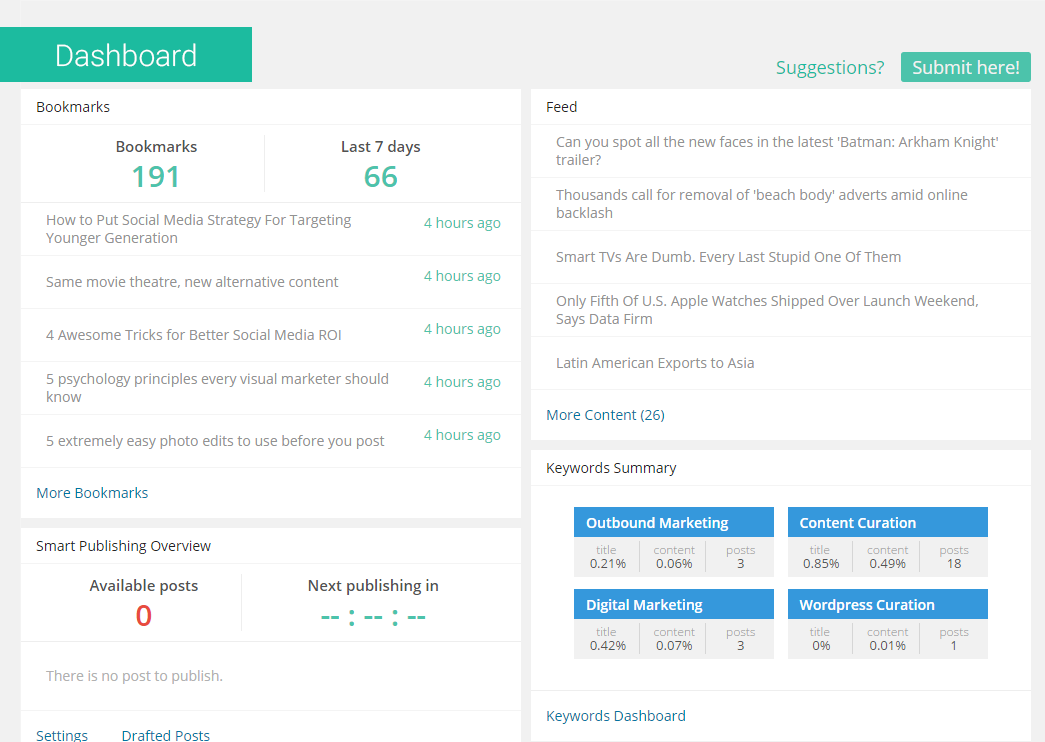 Dashboard
Suggestions? Submit here!
Bookmarks
Bookmarks Last 7 days
191 66
How to Put Social Media Strategy For Targeting
Younger Generation
4 hours ago
Same movie theatre, new alternative content
4 hours ago
4 Awesome Tricks for Better Social Media ROI
4 hours ago
5 psychology principles every visual marketer should
know
4 hours ago
5 extremely easy photo edits to use before you post
4 hours ago
More Bookmarks
Smart Publishing Overview
Available posts Next publishing in
0 -- : -- : --
There is no post to publish.
Settings Drafted Posts
Feed
Can you spot all the new faces in the latest 'Batman: Arkham Knight'
trailer?
Thousands call for removal of 'beach body' adverts amid online
backlash
Smart TVs Are Dumb. Every Last Stupid One Of Them
Only Fifth Of U.S. Apple Watches Shipped Over Launch Weekend,
Says Data Firm
Latin American Exports to Asia
More Content (26)
Keywords Summary
Outbound Marketing
title content posts
0.21% 0.06% 3
Content Curation
title content posts
0.85% 0.49% 18
Digital Marketing
title content posts
0.42% 0.07% 3
Wordpress Curation
title content posts
0% 0.01% 1
Keywords Dashboard